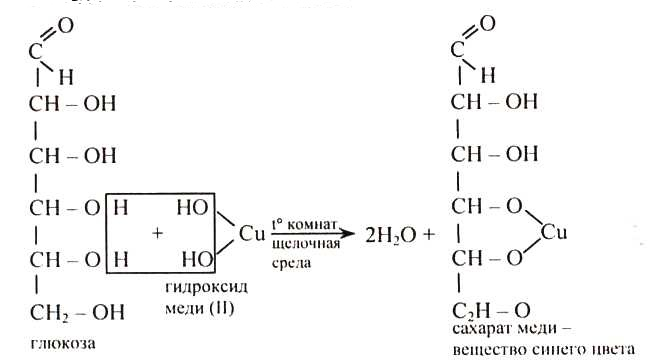 C=O
H
CH – OH
CH – OH
CH – O H
CH – O H
CH₂ – OH
глюкоза
+
HO
HO
Cu
гидроксид
меди (II)
t° комнат.
щелочная
среда
2H₂O +
C=O
H
CH – OH
CH – OH
CH – O
CH – O
Cu
C₂H – O
сахарат меди –
вещество синего цвета